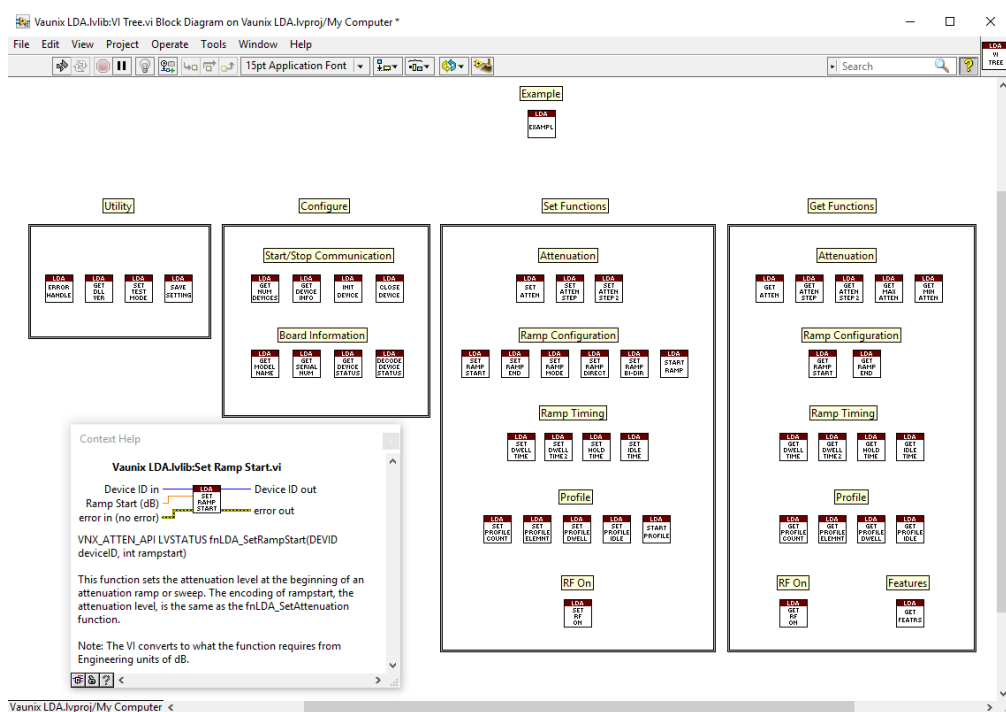 Vaunix LDA.lvlib:VI Tree.vi Block Diagram on Vaunix LDA.lvproj/My Computer *
File Edit View Project Operate Tools Window Help
15pt Application Font
Search
LDA
VI
TREE
Example
LDA
EXAMPL
Utility
LDA
ERROR
HANDLE
LDA
GET
DLL
VER
LDA
SET
TEST
MODE
LDA
SAVE
SETTING
Configure
Start/Stop Communication
LDA
GET
NUM
DEVICES
LDA
GET
DEVICE
INFO
LDA
INIT
DEVICE
LDA
CLOSE
DEVICE
Board Information
LDA
GET
MODEL
NAME
LDA
GET
SERIAL
NUM
LDA
GET
DEVICE
STATUS
LDA
DECODE
DEVICE
STATUS
Set Functions
Attenuation
LDA
SET
ATTEN
LDA
SET
ATTEN
STEP
LDA
SET
ATTEN
STEP 2
Ramp Configuration
LDA
SET
RAMP
START
LDA
SET
RAMP
END
LDA
SET
RAMP
MODE
LDA
SET
RAMP
DIRECT
LDA
SET
RAMP
BI-DIR
LDA
START
RAMP
Ramp Timing
LDA
SET
DWELL
TIME
LDA
SET
DWELL
TIME2
LDA
SET
HOLD
TIME
LDA
SET
IDLE
TIME
Profile
LDA
SET
PROFILE
COUNT
LDA
SET
PROFILE
ELEMNT
LDA
SET
PROFILE
DWELL
LDA
SET
PROFILE
IDLE
LDA
START
PROFILE
RF On
LDA
SET
RF
ON
Get Functions
Attenuation
LDA
GET
ATTEN
LDA
GET
ATTEN
STEP
LDA
GET
ATTEN
STEP 2
LDA
GET
MAX
ATTEN
LDA
GET
MIN
ATTEN
Ramp Configuration
LDA
GET
RAMP
START
LDA
GET
RAMP
END
Ramp Timing
LDA
GET
DWELL
TIME
LDA
GET
DWELL
TIME2
LDA
GET
HOLD
TIME
LDA
GET
IDLE
TIME
Profile
LDA
GET
PROFILE
COUNT
LDA
GET
PROFILE
ELEMNT
LDA
GET
PROFILE
DWELL
LDA
GET
PROFILE
IDLE
RF On
LDA
GET
RF
ON
Features
LDA
GET
FEATRS
Context Help
Vaunix LDA.lvlib:Set Ramp Start.vi
Device ID in
Ramp Start (dB)
error in (no error)
LDA
SET
RAMP
START
Device ID out
error out
VNX_ATTEN_API LVSTATUS fnLDA_SetRampStart(DEVID
deviceID, int rampstart)
This function sets the attenuation level at the beginning of an
attenuation ramp or sweep. The encoding of rampstart, the
attenuation level, is the same as the fnLDA_SetAttenuation
function.
Note: The VI converts to what the function requires from
Engineering units of dB.
Vaunix LDA.lvproj/My Computer